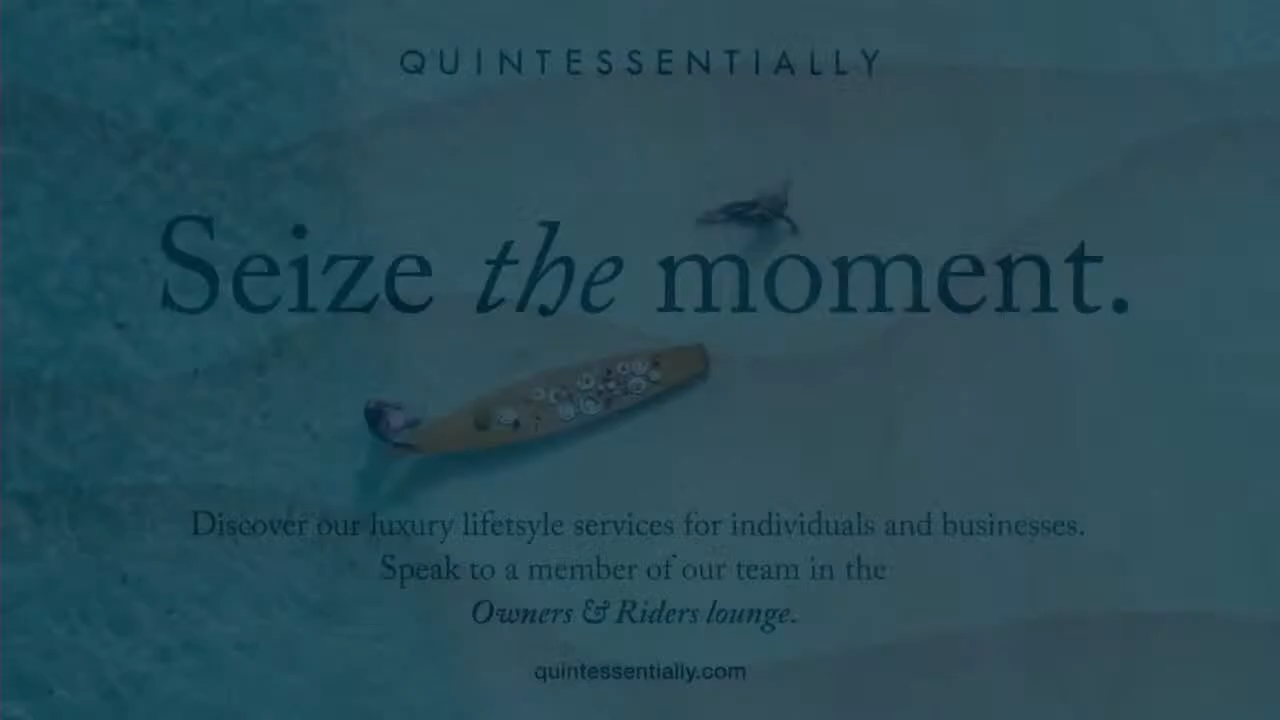 QUINTESSENTIALLY
Seize the moment.
Discover our luxury lifetsyle services for individuals and businesses.
Speak to a member of our team in the
Owners & Riders lounge.
quintessentially.com